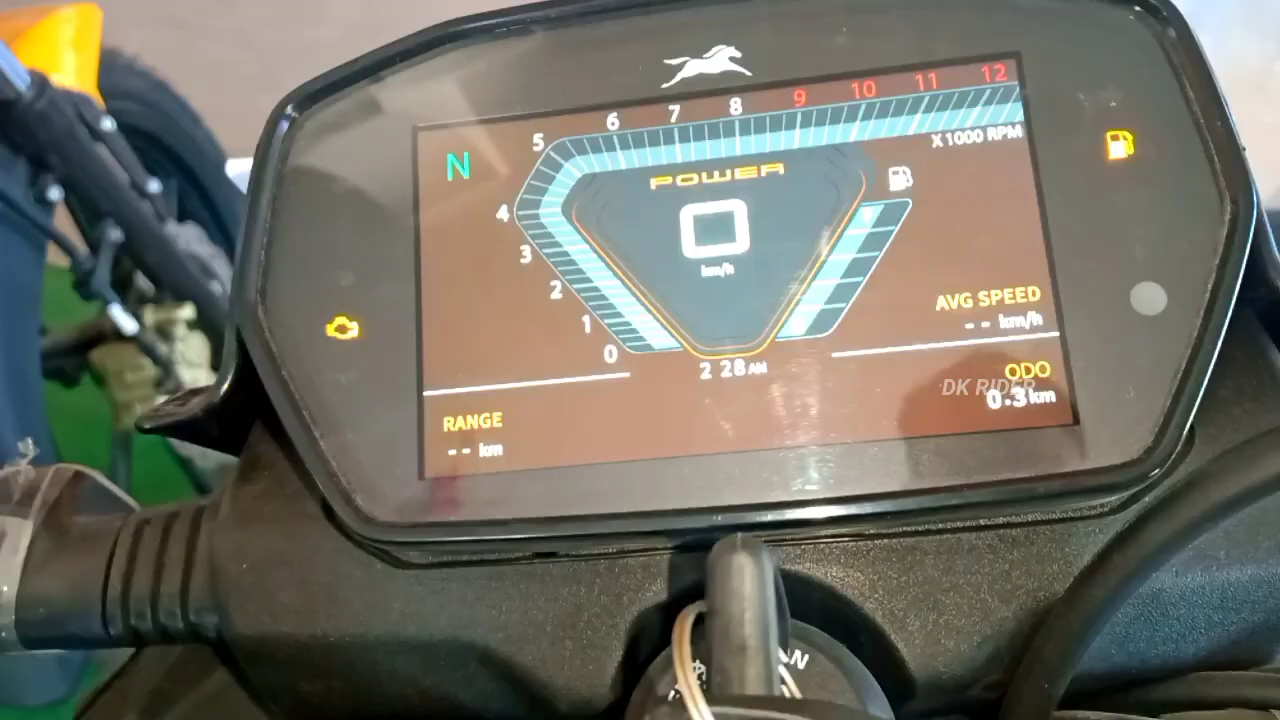 5 6 7 8 9 10 11 12
N
X 1000 RPM
POWER
4
0
km/h
3
2
1
AVG SPEED
-- km/h
0
2 28 AM
ODO
DK RIDER
0.3 km
RANGE
-- km